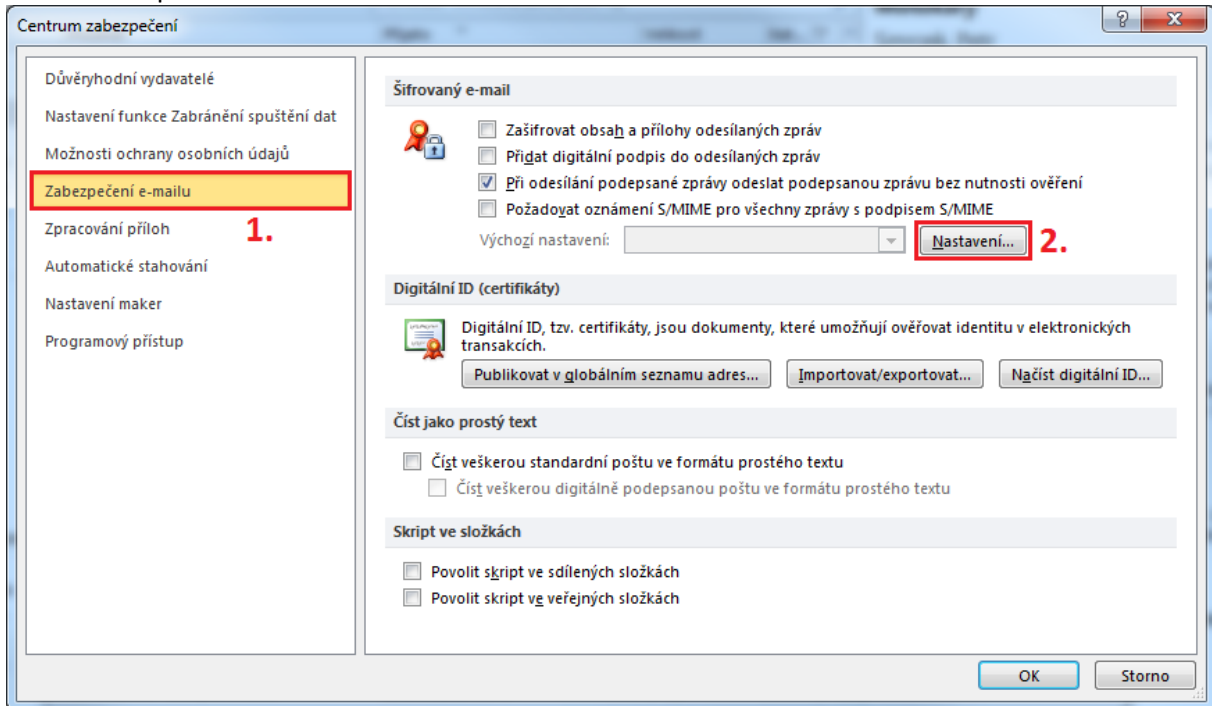 Centrum zabezpečení
Důvěryhodní vydavatelé
Nastavení funkce Zabránění spuštění dat
Možnosti ochrany osobních údajů
Zabezpečení e-mailu
1.
Zpracování příloh
Automatické stahování
Nastavení maker
Programový přístup
Šifrovaný e-mail
Zašifrovat obsah a přílohy odesílaných zpráv
Přidat digitální podpis do odesílaných zpráv
Při odesílání podepsané zprávy odeslat podepsanou zprávu bez nutnosti ověření
Požadovat oznámení S/MIME pro všechny zprávy s podpisem S/MIME
Výchozí nastavení: Nastavení... 2.
Digitální ID (certifikáty)
Digitální ID, tzv. certifikáty, jsou dokumenty, které umožňují ověřovat identitu v elektronických
transakcích.
Publikovat v globálním seznamu adres... Importovat/exportovat... Načíst digitální ID...
Číst jako prostý text
Číst veškerou standardní poštu ve formátu prostého textu
Číst veškerou digitálně podepsanou poštu ve formátu prostého textu
Skript ve složkách
Povolit skript ve sdílených složkách
Povolit skript ve veřejných složkách
OK Storno